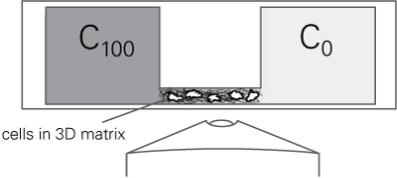 C₁₀₀
C₀
cells in 3D matrix